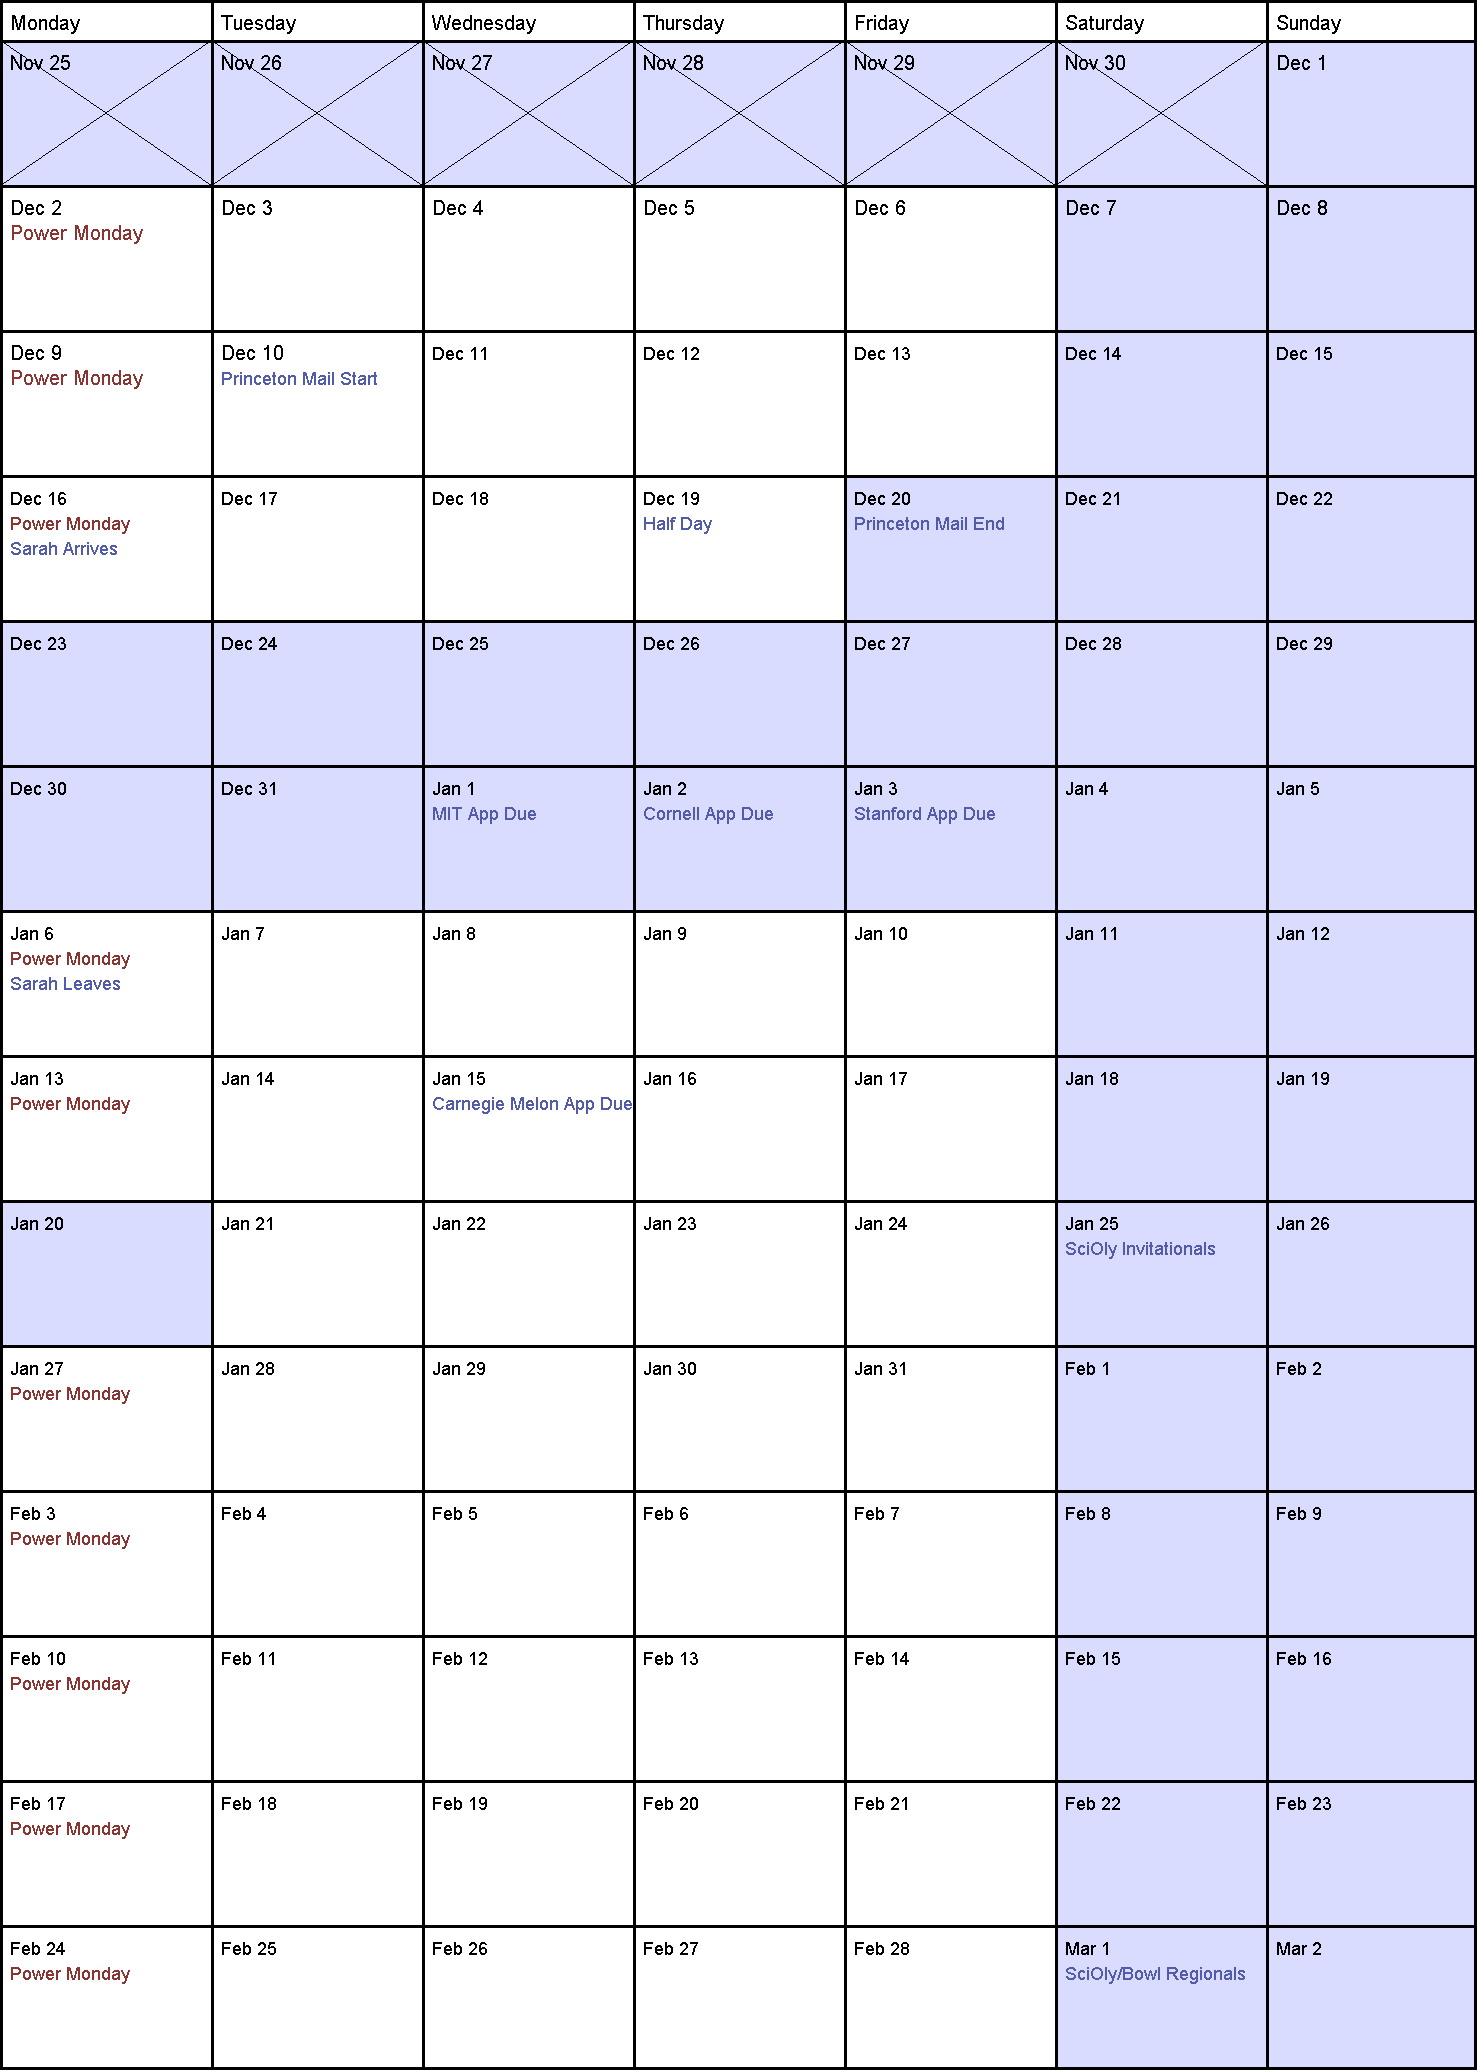 Monday Tuesday Wednesday Thursday Friday Saturday Sunday
Nov 25 Nov 26 Nov 27 Nov 28 Nov 29 Nov 30 Dec 1
Dec 2 Dec 3 Dec 4 Dec 5 Dec 6 Dec 7 Dec 8
Power Monday
Dec 9 Dec 10 Dec 11 Dec 12 Dec 13 Dec 14 Dec 15
Power Monday Princeton Mail Start
Dec 16 Dec 17 Dec 18 Dec 19 Dec 20 Dec 21 Dec 22
Power Monday Half Day Princeton Mail End
Sarah Arrives
Dec 23 Dec 24 Dec 25 Dec 26 Dec 27 Dec 28 Dec 29
Dec 30 Dec 31 Jan 1 Jan 2 Jan 3 Jan 4 Jan 5
MIT App Due Cornell App Due Stanford App Due
Jan 6 Jan 7 Jan 8 Jan 9 Jan 10 Jan 11 Jan 12
Power Monday
Sarah Leaves
Jan 13 Jan 14 Jan 15 Jan 16 Jan 17 Jan 18 Jan 19
Power Monday Carnegie Melon App Due
Jan 20 Jan 21 Jan 22 Jan 23 Jan 24 Jan 25 Jan 26
SciOly Invitationals
Jan 27 Jan 28 Jan 29 Jan 30 Jan 31 Feb 1 Feb 2
Power Monday
Feb 3 Feb 4 Feb 5 Feb 6 Feb 7 Feb 8 Feb 9
Power Monday
Feb 10 Feb 11 Feb 12 Feb 13 Feb 14 Feb 15 Feb 16
Power Monday
Feb 17 Feb 18 Feb 19 Feb 20 Feb 21 Feb 22 Feb 23
Power Monday
Feb 24 Feb 25 Feb 26 Feb 27 Feb 28 Mar 1 Mar 2
Power Monday SciOly/Bowl Regionals